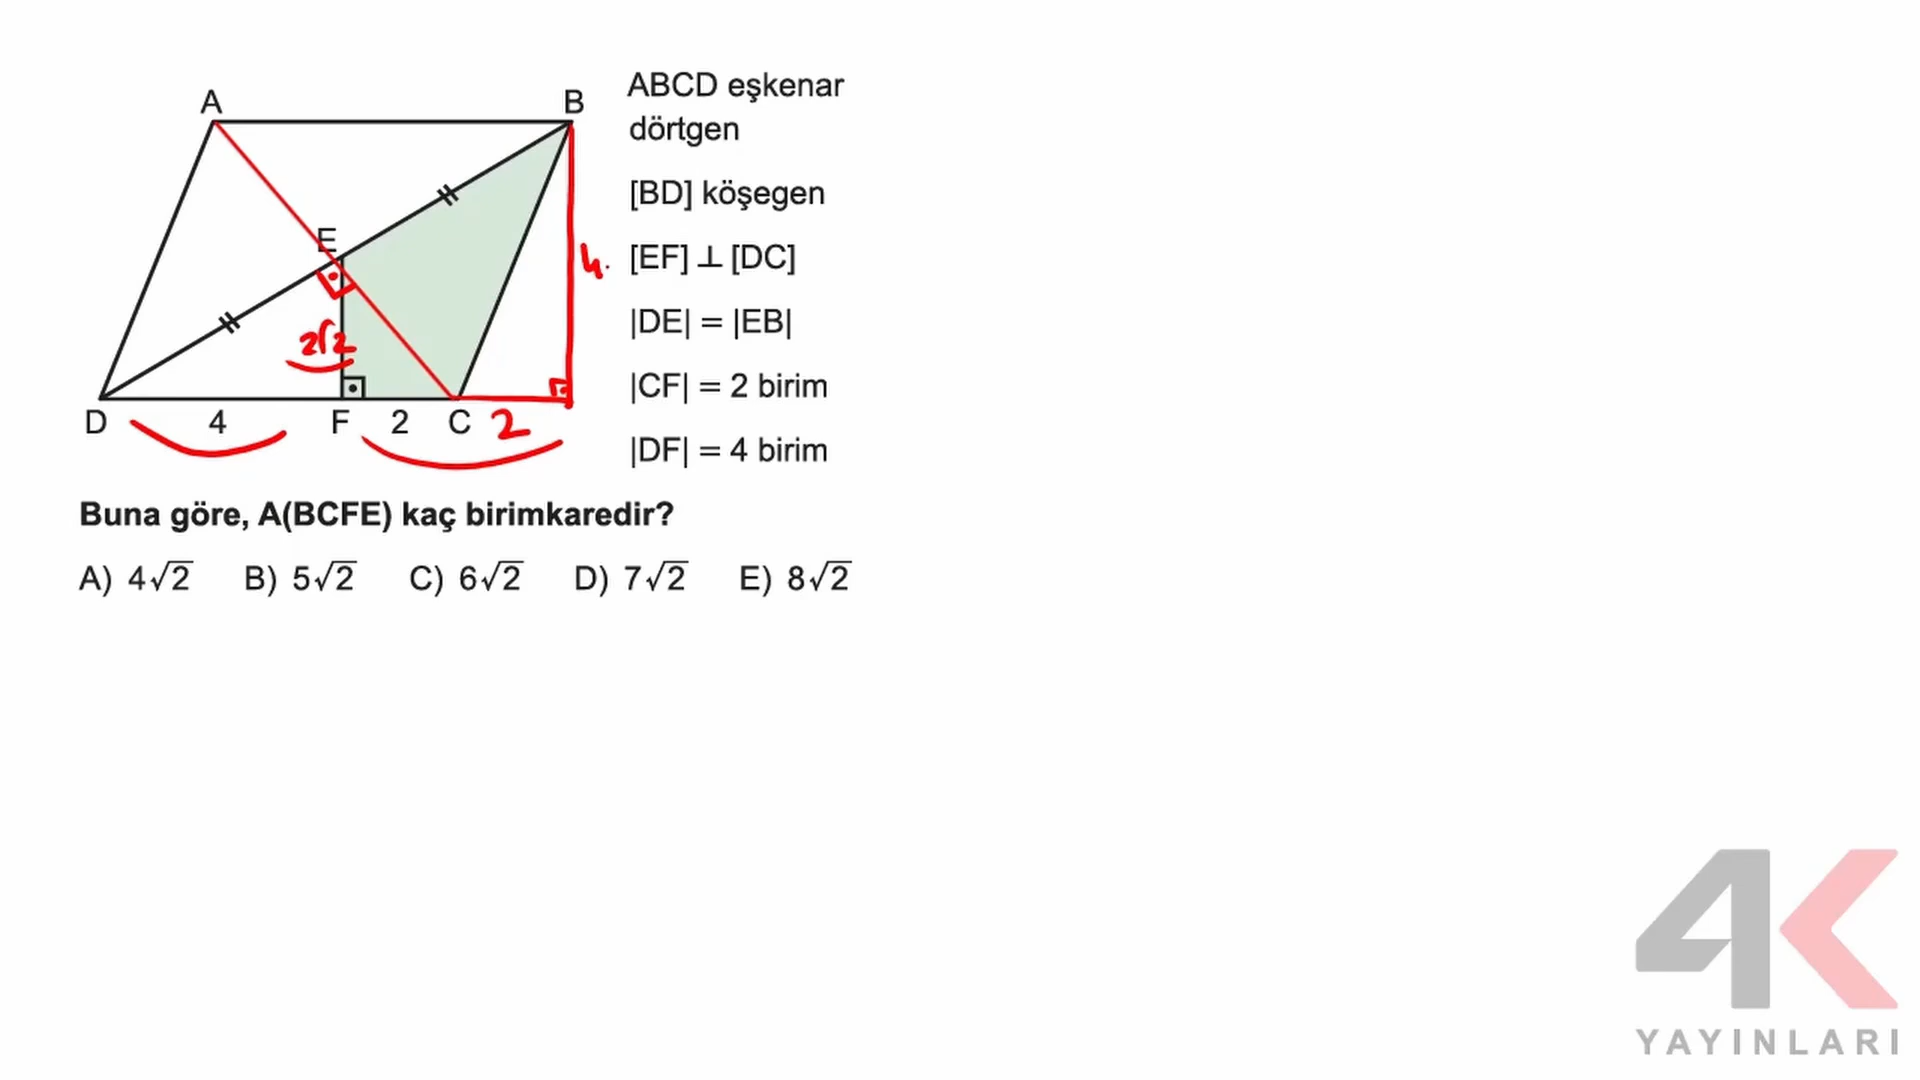 A B
E
4.
2√2
D 4 F 2 C 2
ABCD eşkenar
dörtgen
[BD] köşegen
[EF] ⊥ [DC]
|DE| = |EB|
|CF| = 2 birim
|DF| = 4 birim
Buna göre, A(BCFE) kaç birimkaredir?
A) 4√2 B) 5√2 C) 6√2 D) 7√2 E) 8√2
4K
YAYINLARI